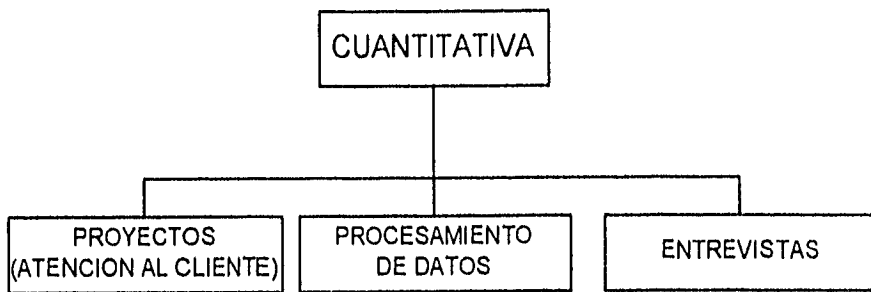 CUANTITATIVA
PROYECTOS
(ATENCION AL CLIENTE)
PROCESAMIENTO
DE DATOS
ENTREVISTAS